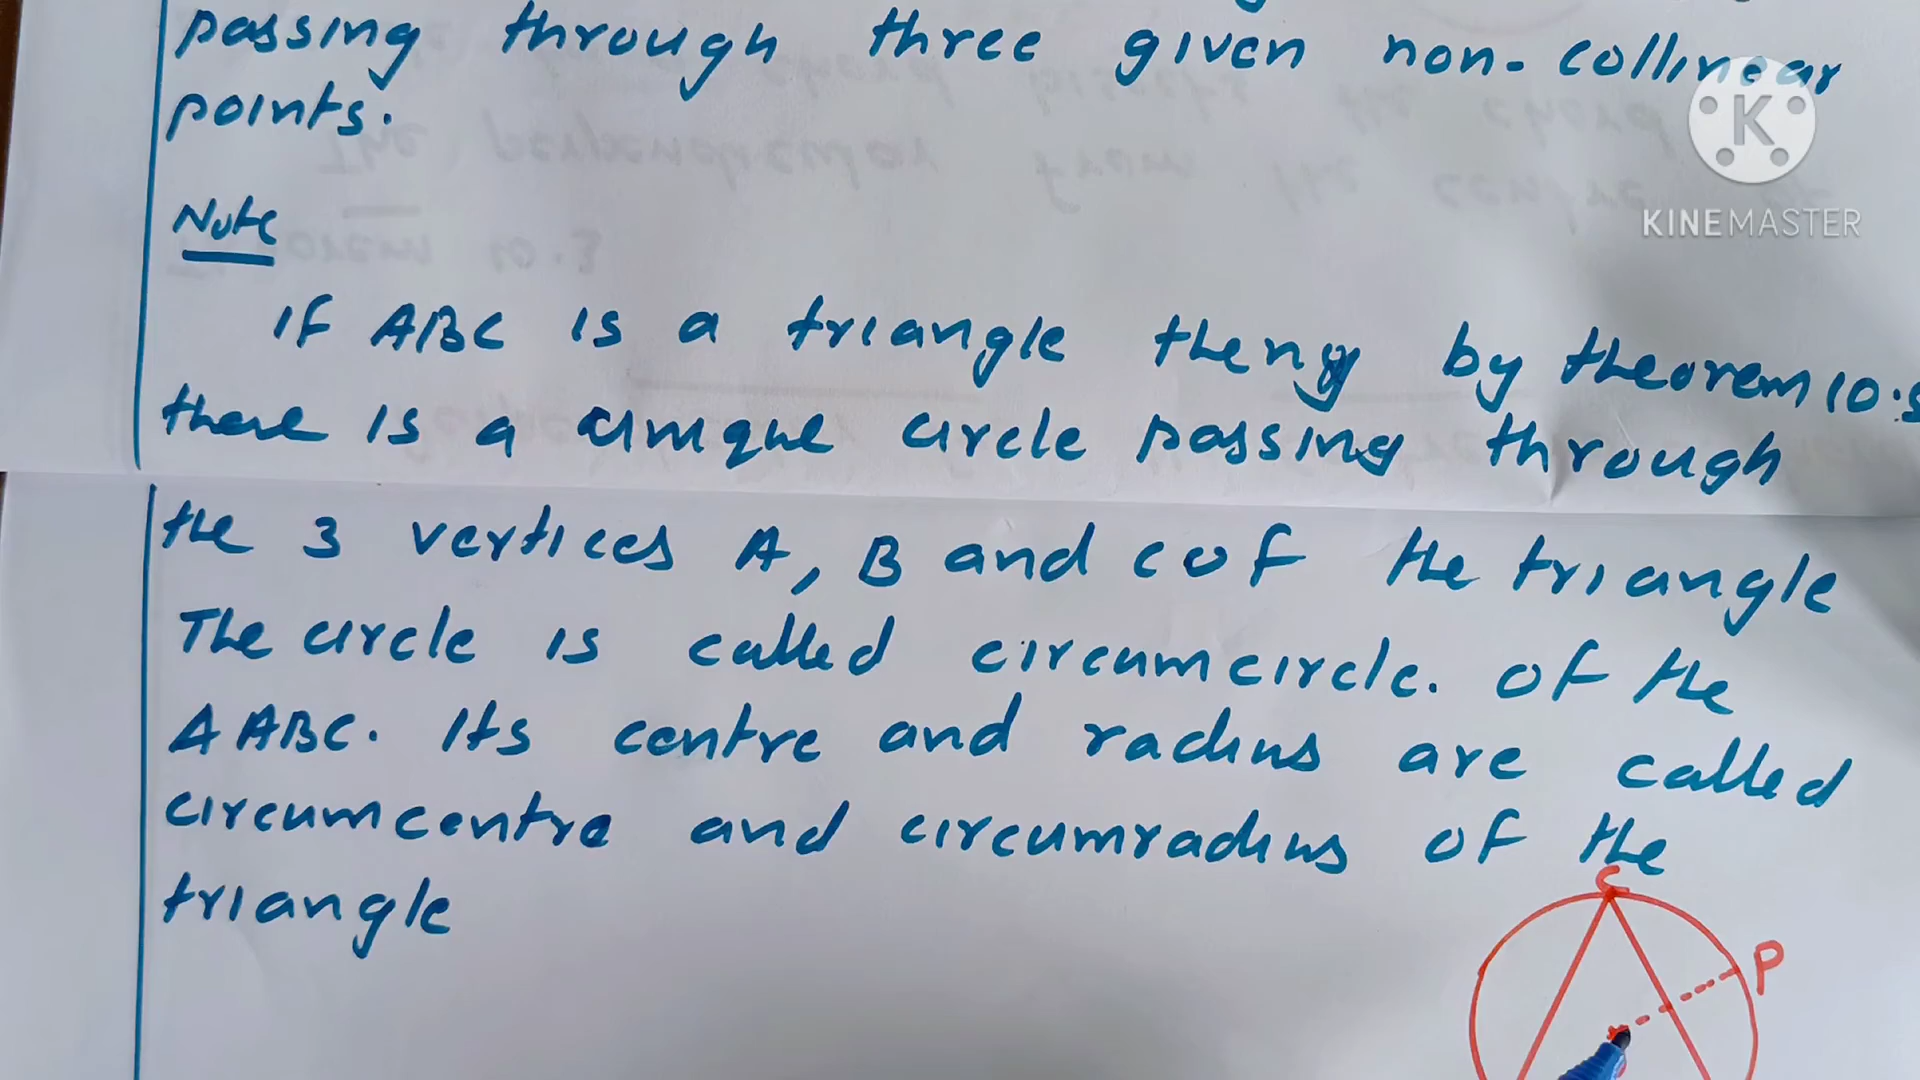 passing through three given non-collinear
points.
K
KINEMASTER
Note
If ABC is a triangle then by theorem 10.5
there is a unique circle passing through
the 3 vertices A, B and C of the triangle
The circle is called circumcircle. of the
Δ ABC. Its centre and radius are called
circumcentre and circumradius of the
triangle
C
P